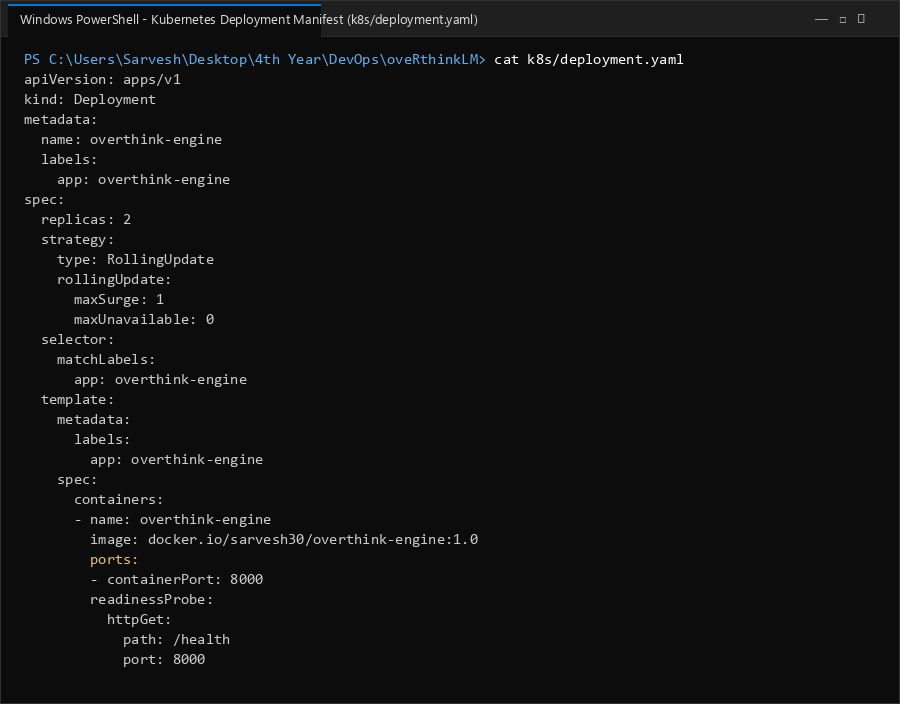 Windows PowerShell - Kubernetes Deployment Manifest (k8s/deployment.yaml)
PS C:\Users\Sarvesh\Desktop\4th Year\DevOps\oveRthinkLM> cat k8s/deployment.yaml
apiVersion: apps/v1
kind: Deployment
metadata:
  name: overthink-engine
  labels:
    app: overthink-engine
spec:
  replicas: 2
  strategy:
    type: RollingUpdate
    rollingUpdate:
      maxSurge: 1
      maxUnavailable: 0
  selector:
    matchLabels:
      app: overthink-engine
  template:
    metadata:
      labels:
        app: overthink-engine
    spec:
      containers:
      - name: overthink-engine
        image: docker.io/sarvesh30/overthink-engine:1.0
        ports:
        - containerPort: 8000
        readinessProbe:
          httpGet:
            path: /health
            port: 8000